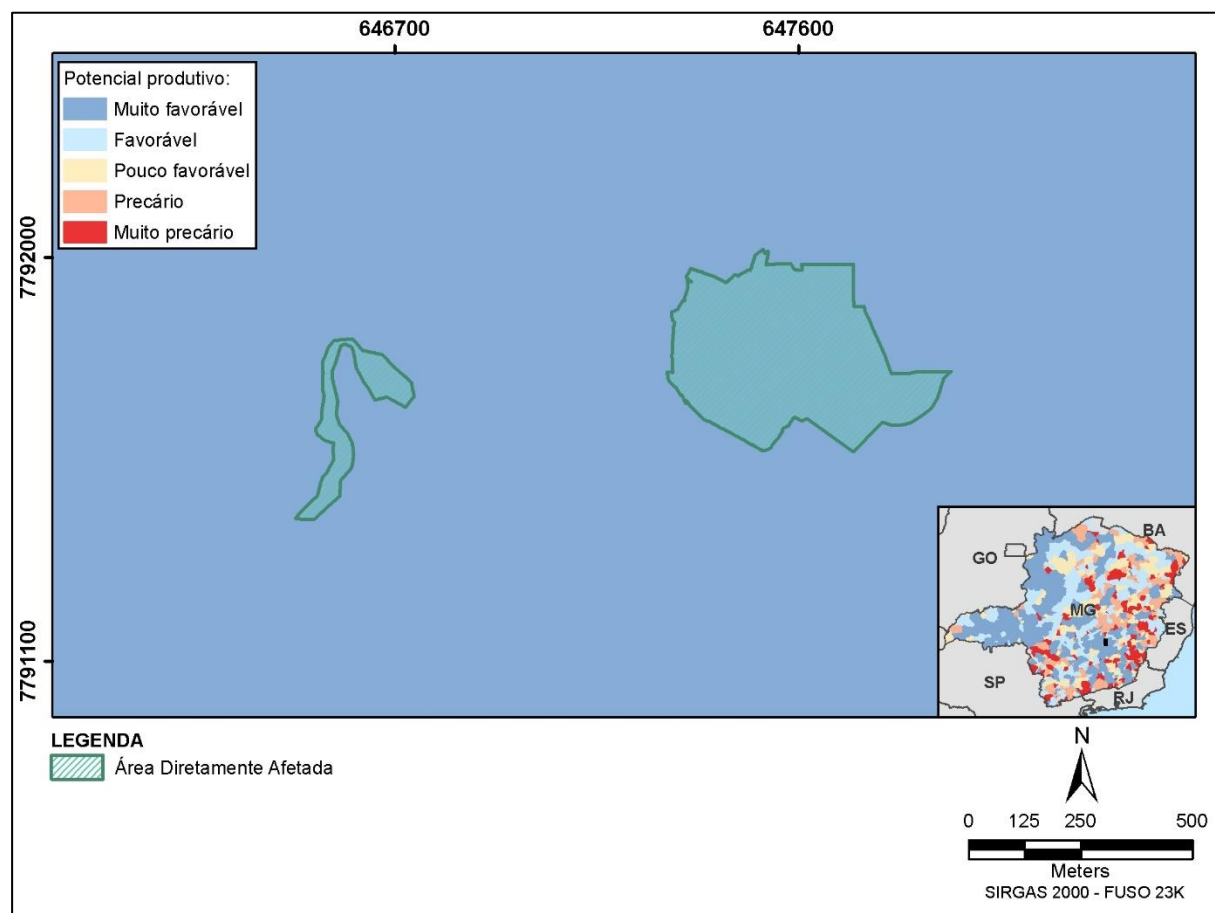 646700
647600
Potencial produtivo:
Muito favorável
Favorável
Pouco favorável
Precário
Muito precário
7792000
7791100
BA
GO
MG
ES
SP
RJ
LEGENDA
Área Diretamente Afetada
N
0 125 250 500
Meters
SIRGAS 2000 - FUSO 23K